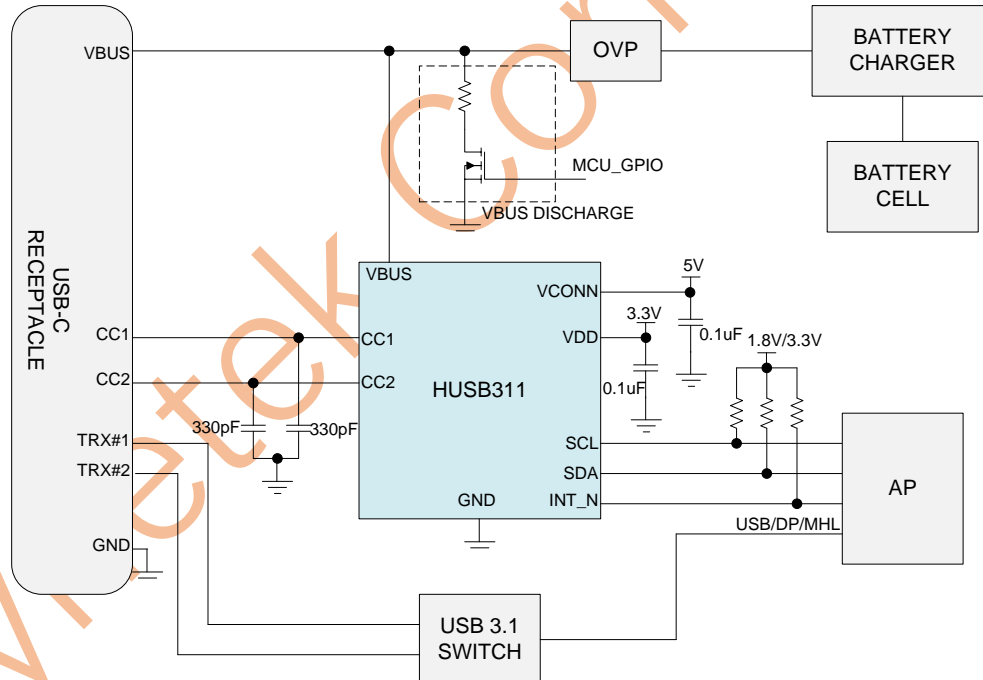 VBUS
OVP
BATTERY
CHARGER
MCU_GPIO
BATTERY
CELL
VBUS DISCHARGE
USB-C
RECEPTACLE
VBUS
5V
VCONN
3.3V
CC1
CC1
VDD
0.1uF
1.8V/3.3V
CC2
CC2
HUSB311
0.1uF
330pF
330pF
TRX#1
SCL
TRX#2
SDA
AP
GND
INT_N
USB/DP/MHL
GND
USB 3.1
SWITCH